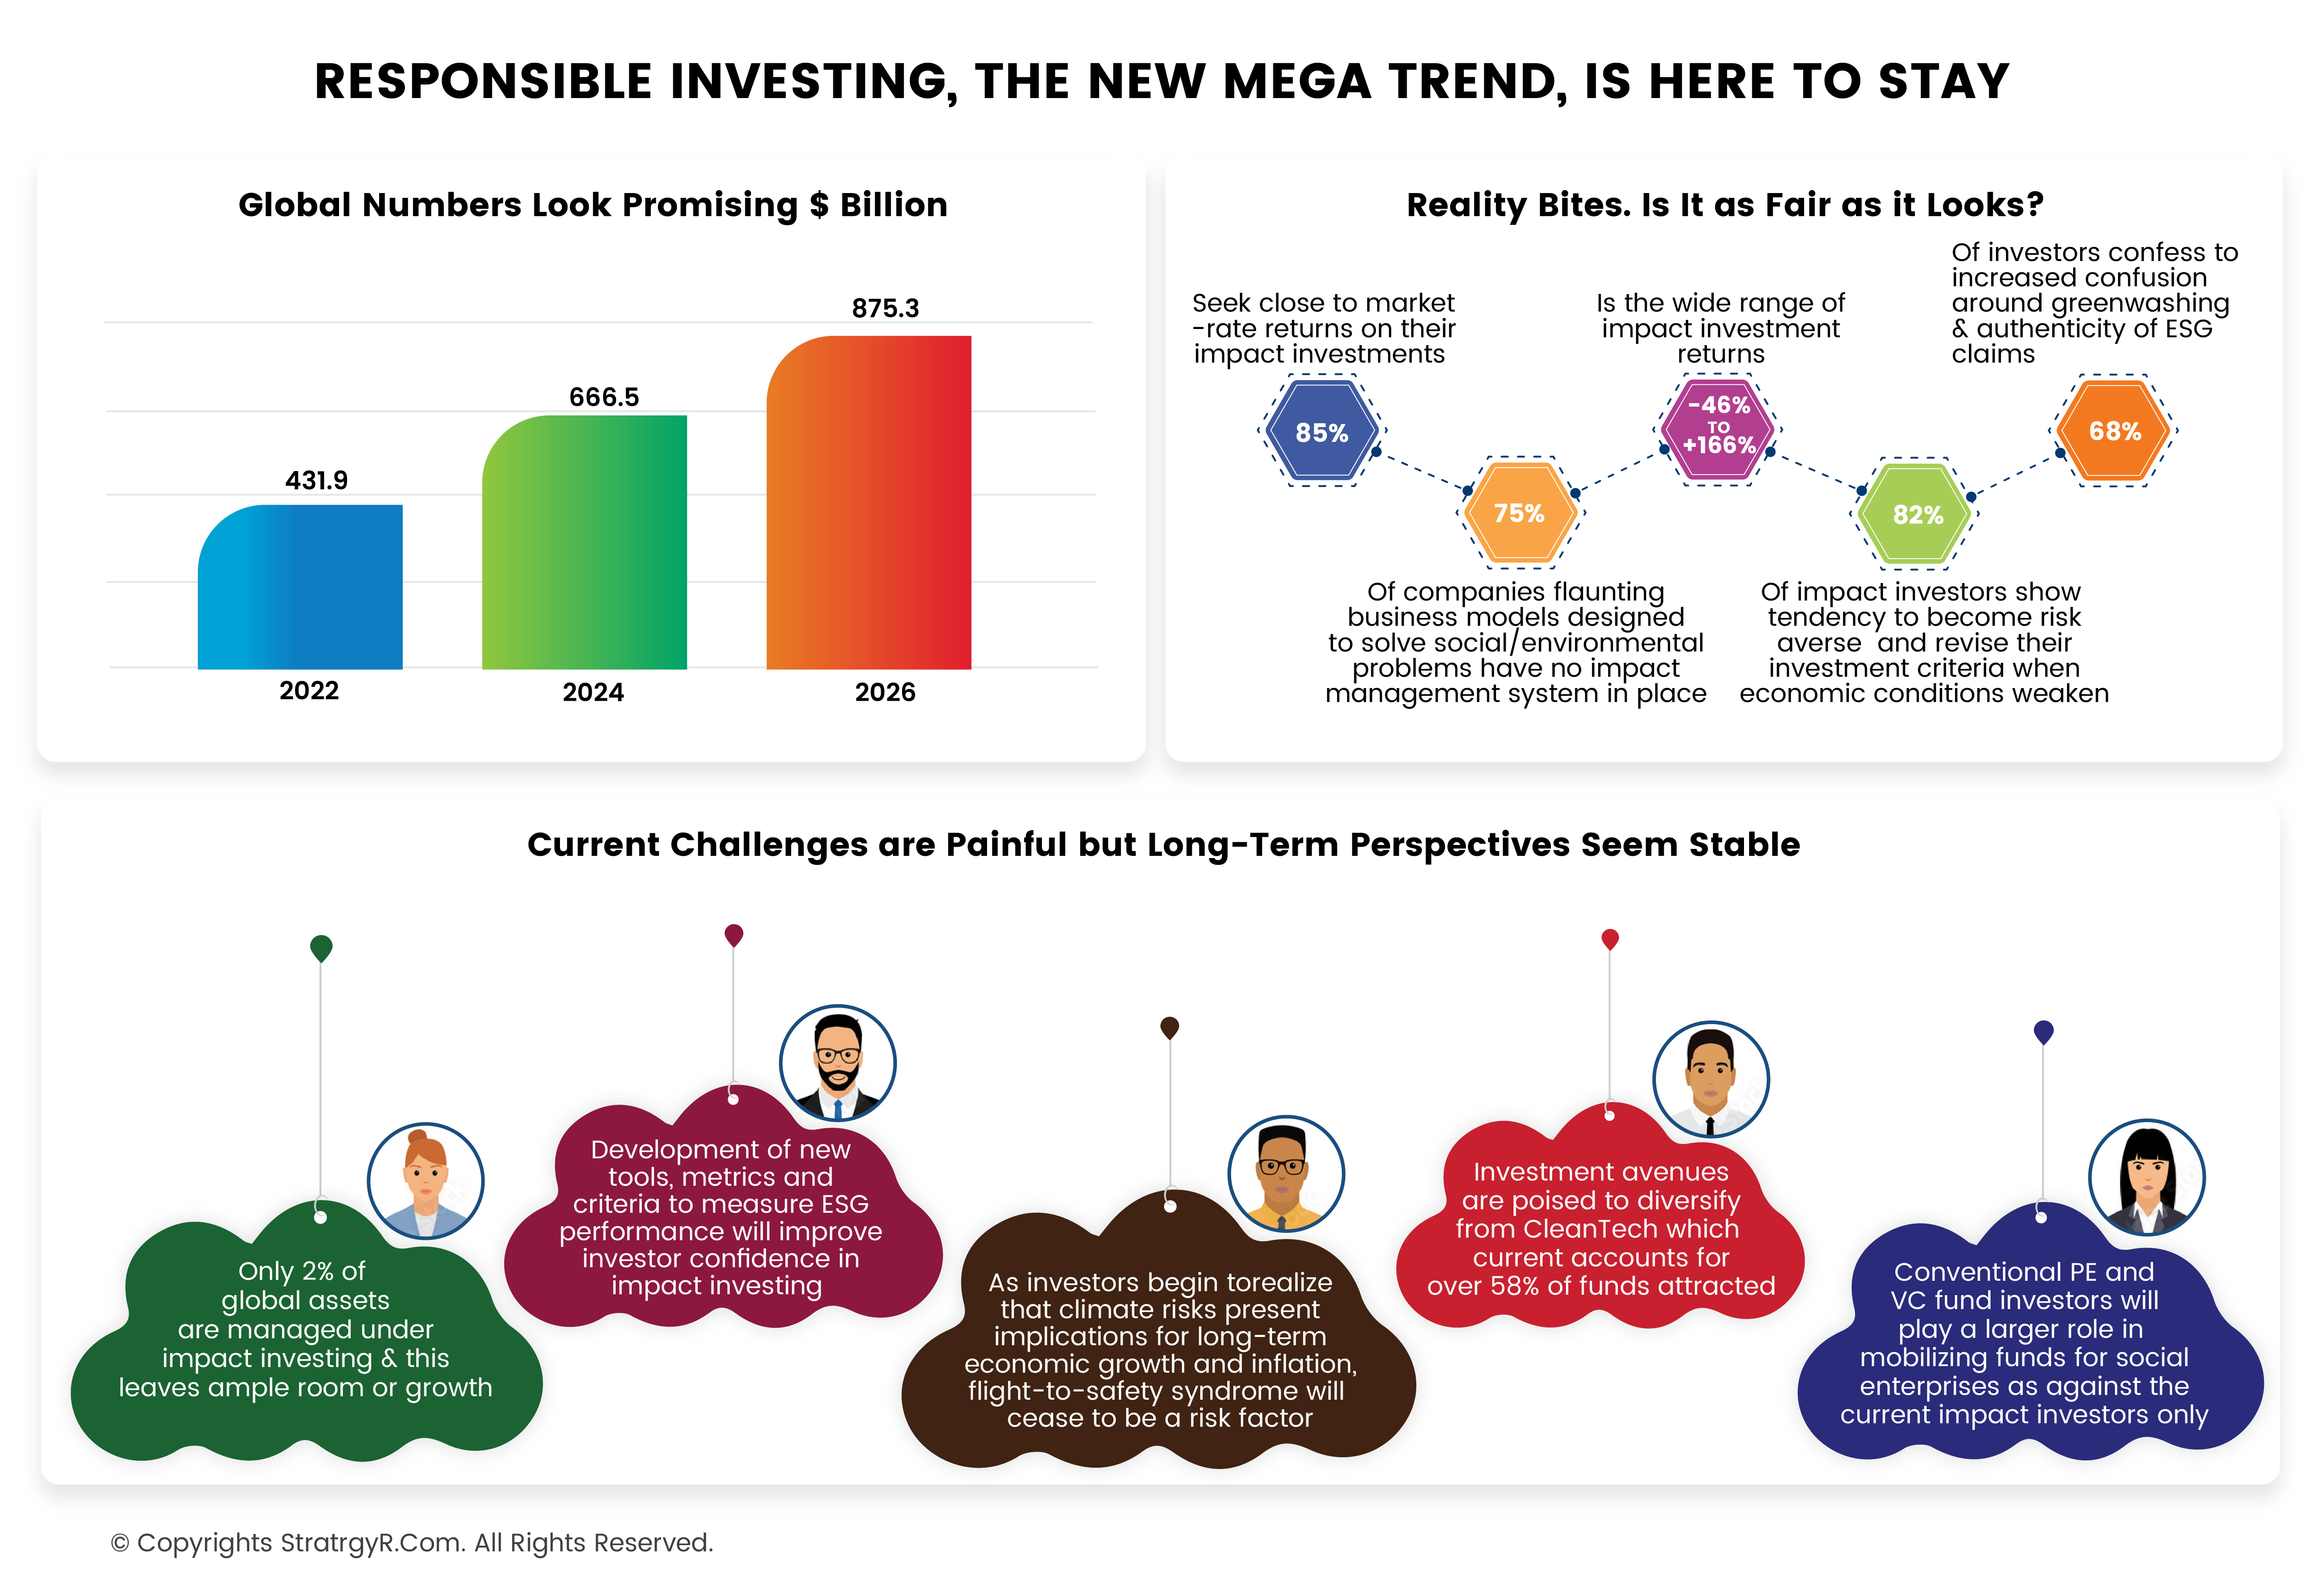 RESPONSIBLE INVESTING, THE NEW MEGA TREND, IS HERE TO STAY
Global Numbers Look Promising $ Billion
431.9
666.5
875.3
2022
2024
2026
Reality Bites. Is It as Fair as it Looks?
Seek close to market
-rate returns on their
impact investments
85%
Of companies flaunting
business models designed
to solve social/environmental
problems have no impact
management system in place
75%
Is the wide range of
impact investment
returns
-46%
TO
+166%
Of impact investors show
tendency to become risk
averse  and revise their
investment criteria when
economic conditions weaken
82%
Of investors confess to
increased confusion
around greenwashing
& authenticity of ESG
claims
68%
Current Challenges are Painful but Long-Term Perspectives Seem Stable
Only 2% of
global assets
are managed under
impact investing & this
leaves ample room or growth
Development of new
tools, metrics and
criteria to measure ESG
performance will improve
investor confidence in
impact investing
As investors begin torealize
that climate risks present
implications for long-term
economic growth and inflation,
flight-to-safety syndrome will
cease to be a risk factor
Investment avenues
are poised to diversify
from CleanTech which
current accounts for
over 58% of funds attracted
Conventional PE and
VC fund investors will
play a larger role in
mobilizing funds for social
enterprises as against the
current impact investors only
© Copyrights StratrgyR.Com. All Rights Reserved.